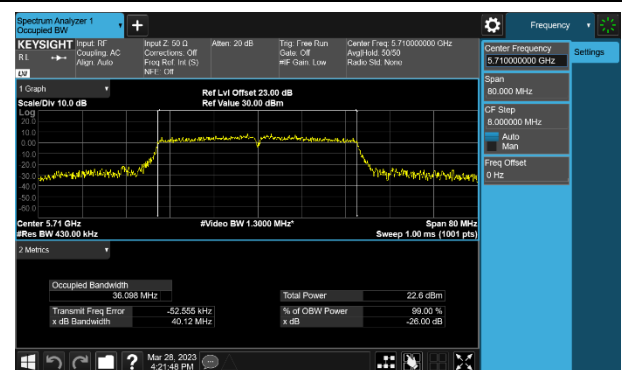 Spectrum Analyzer 1
Occupied BW
Frequency
KEYSIGHT
Input: RF
Coupling: AC
Align: Auto
Input Z: 50 Ω
Corrections: Off
Freq Ref: Int (S)
NFE: Off
Atten: 20 dB
Trig: Free Run
Gate: Off
#IF Gain: Low
Center Freq: 5.710000000 GHz
Avg|Hold: 50/50
Radio Std: None
RL
LXI
Center Frequency
5.710000000 GHz
Settings
Span
80.000 MHz
CF Step
8.000000 MHz
Auto
Man
Freq Offset
0 Hz
1 Graph
Scale/Div 10.0 dB
Ref Lvl Offset 23.00 dB
Ref Value 30.00 dBm
Log
20.0
10.0
0.00
-10.0
-20.0
-30.0
-40.0
-50.0
-60.0
Center 5.71 GHz
#Video BW 1.3000 MHz*
Span 80 MHz
#Res BW 430.00 kHz
Sweep 1.00 ms (1001 pts)
2 Metrics
Occupied Bandwidth
36.098 MHz
Total Power 22.6 dBm
Transmit Freq Error -52.555 kHz
% of OBW Power 99.00 %
x dB Bandwidth 40.12 MHz
x dB -26.00 dB
?
Mar 28, 2023
4:21:48 PM